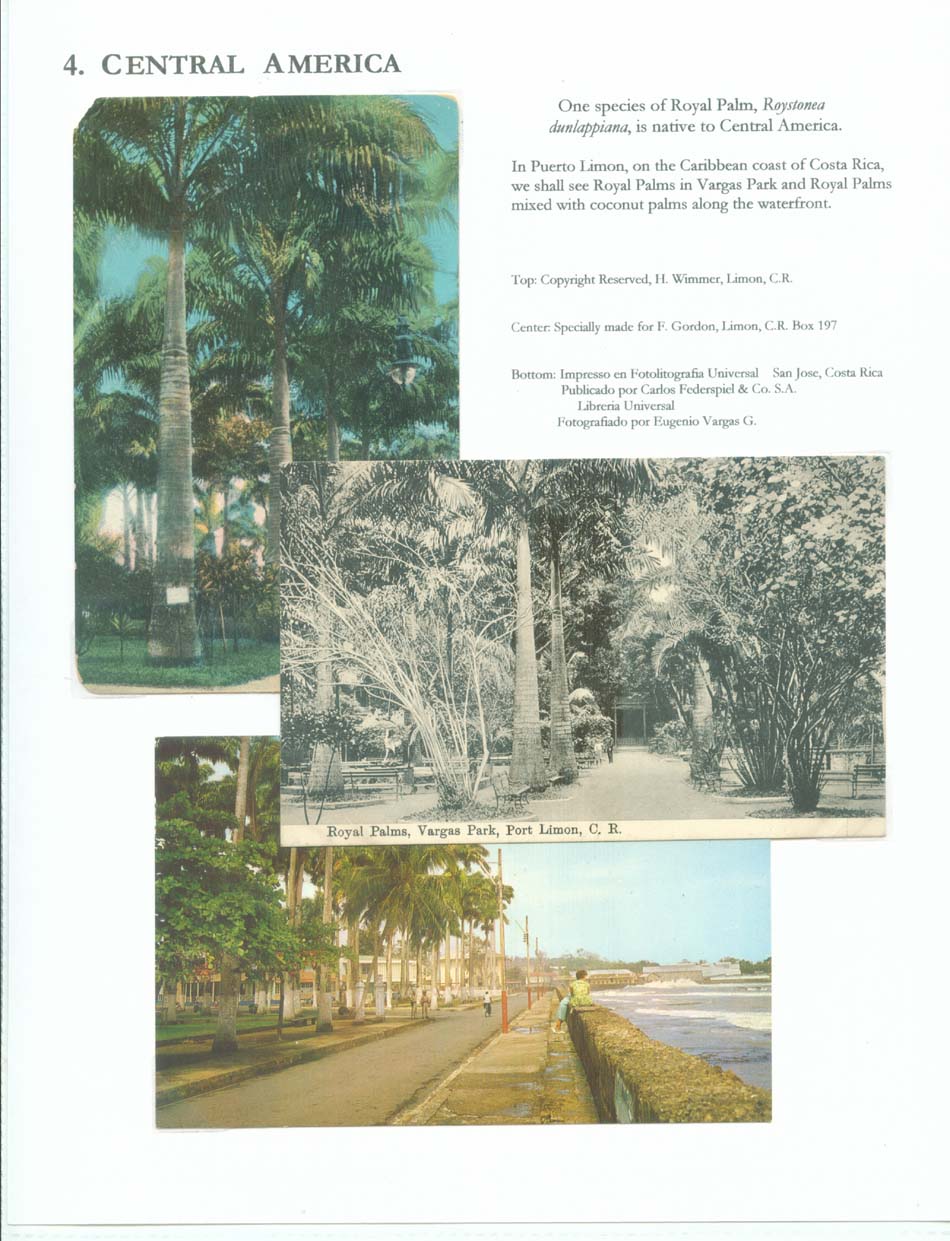 4. CENTRAL AMERICA
One species of Royal Palm, Roystonea
dunlappiana, is native to Central America.
In Puerto Limon, on the Caribbean coast of Costa Rica,
we shall see Royal Palms in Vargas Park and Royal Palms
mixed with coconut palms along the waterfront.
Top: Copyright Reserved, H. Wimmer, Limon, C.R.
Center: Specially made for F. Gordon, Limon, C.R. Box 197
Bottom: Impresso en Fotolitografia Universal San Jose, Costa Rica
Publicado por Carlos Federspiel & Co. S.A.
Libreria Universal
Fotografiado por Eugenio Vargas G.
Royal Palms, Vargas Park, Port Limon, C. R.